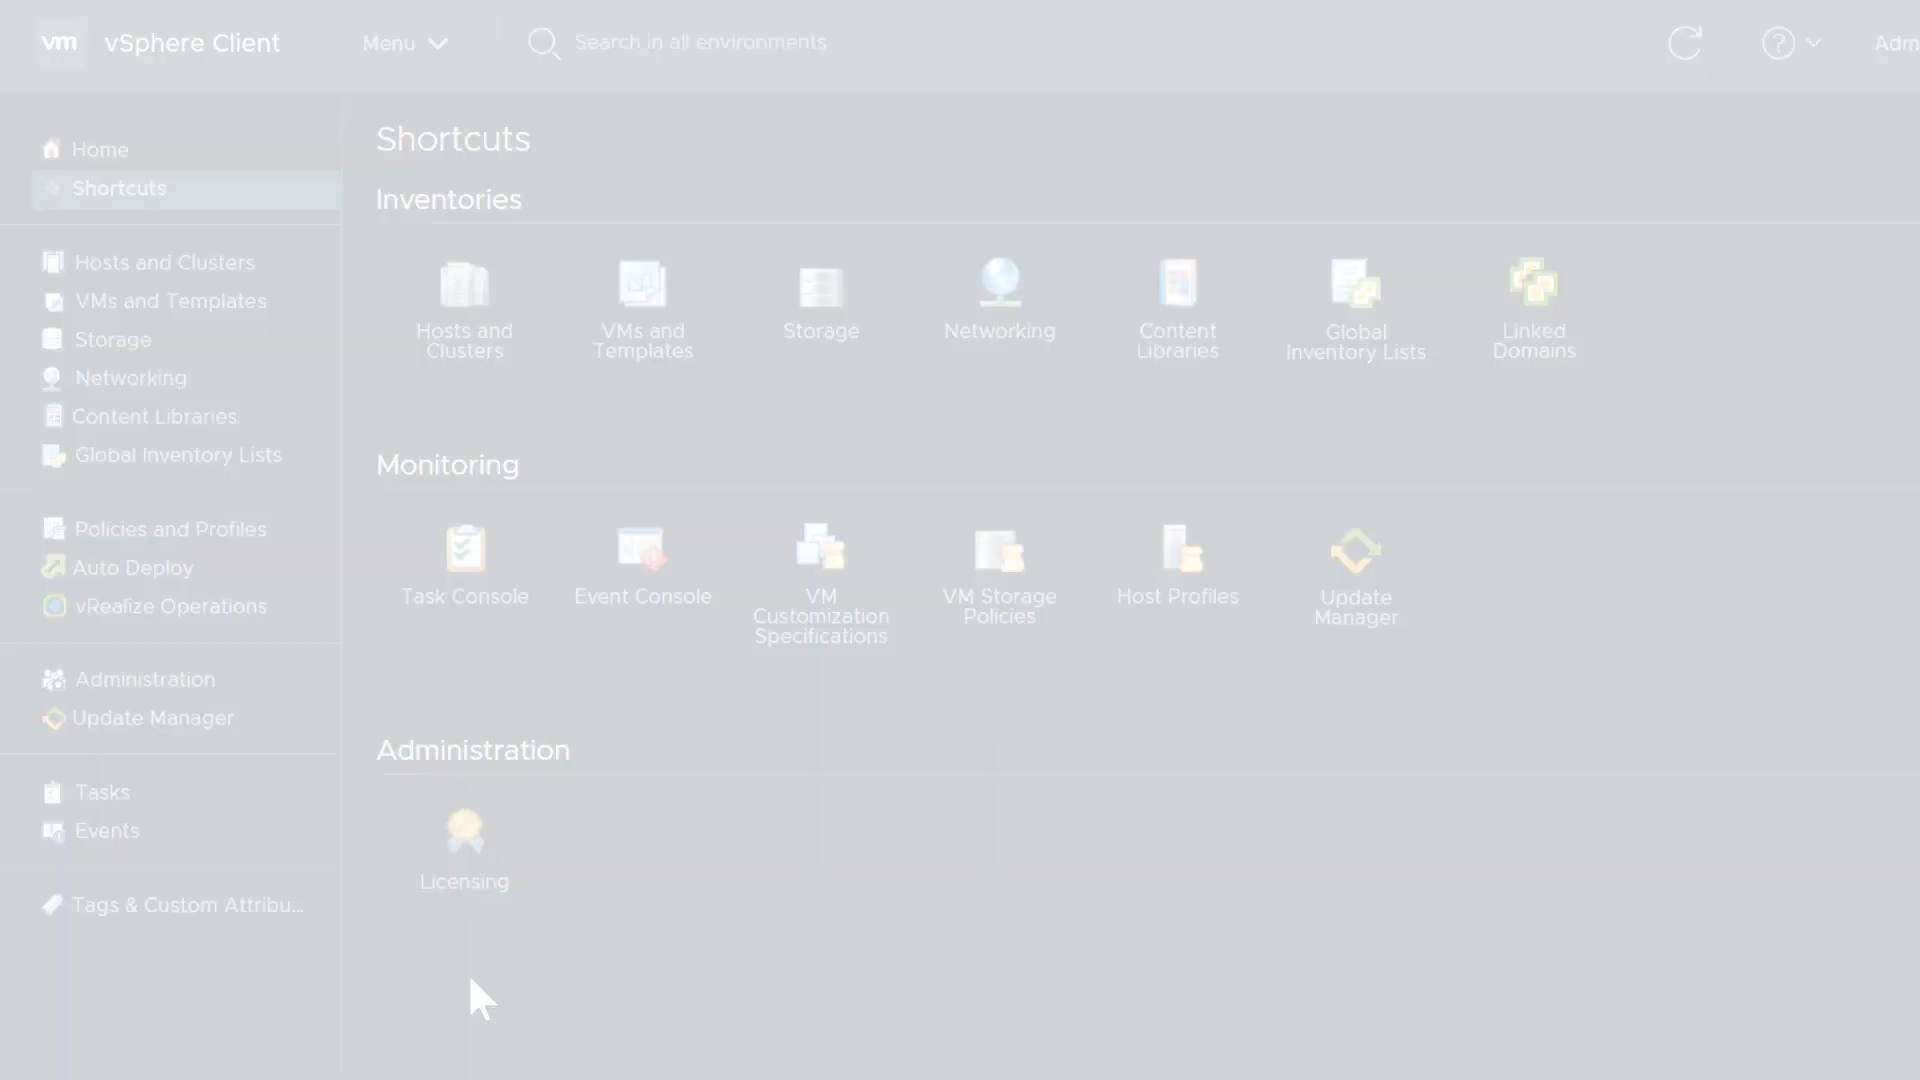 vm vSphere Client Menu Search in all environments ? Adm
Home
Shortcuts
Hosts and Clusters
VMs and Templates
Storage
Networking
Content Libraries
Global Inventory Lists
Policies and Profiles
Auto Deploy
vRealize Operations
Administration
Update Manager
Tasks
Events
Tags & Custom Attribu...
Shortcuts
Inventories
Hosts and
Clusters
VMs and
Templates
Storage
Networking
Content
Libraries
Global
Inventory Lists
Linked
Domains
Monitoring
Task Console
Event Console
VM
Customization
Specifications
VM Storage
Policies
Host Profiles
Update
Manager
Administration
Licensing